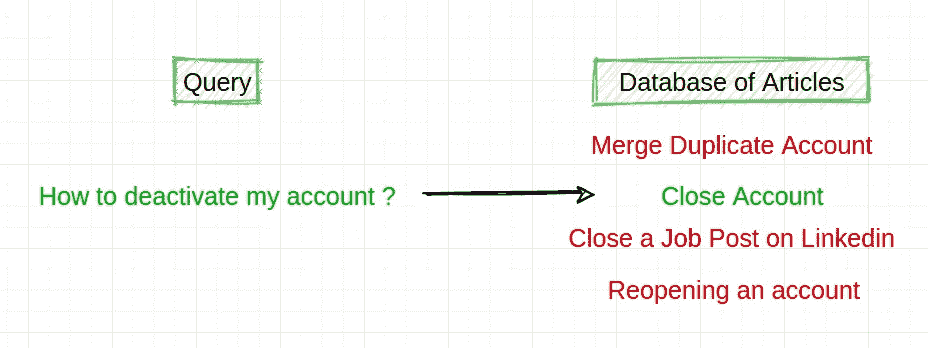 Query
Database of Articles
Merge Duplicate Account
How to deactivate my account ?
Close Account
Close a Job Post on Linkedin
Reopening an account